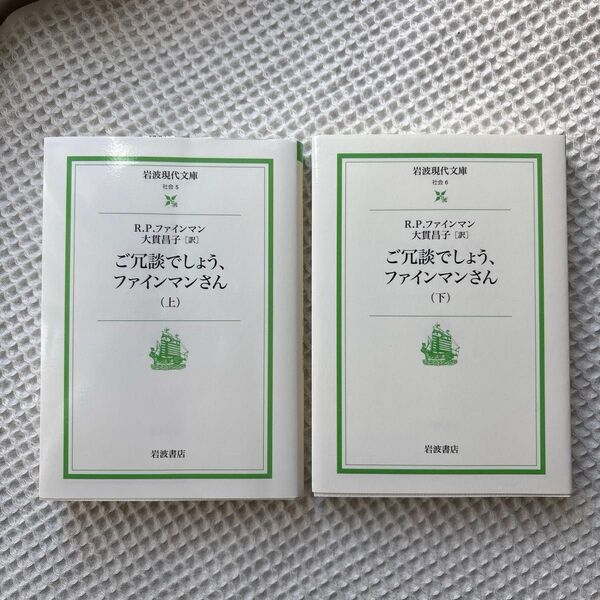 岩波現代文庫
社会 5
R.P.ファインマン
大貫昌子［訳］
ご冗談でしょう、
ファインマンさん
（上）
岩波書店
岩波現代文庫
社会 6
R.P.ファインマン
大貫昌子［訳］
ご冗談でしょう、
ファインマンさん
（下）
岩波書店